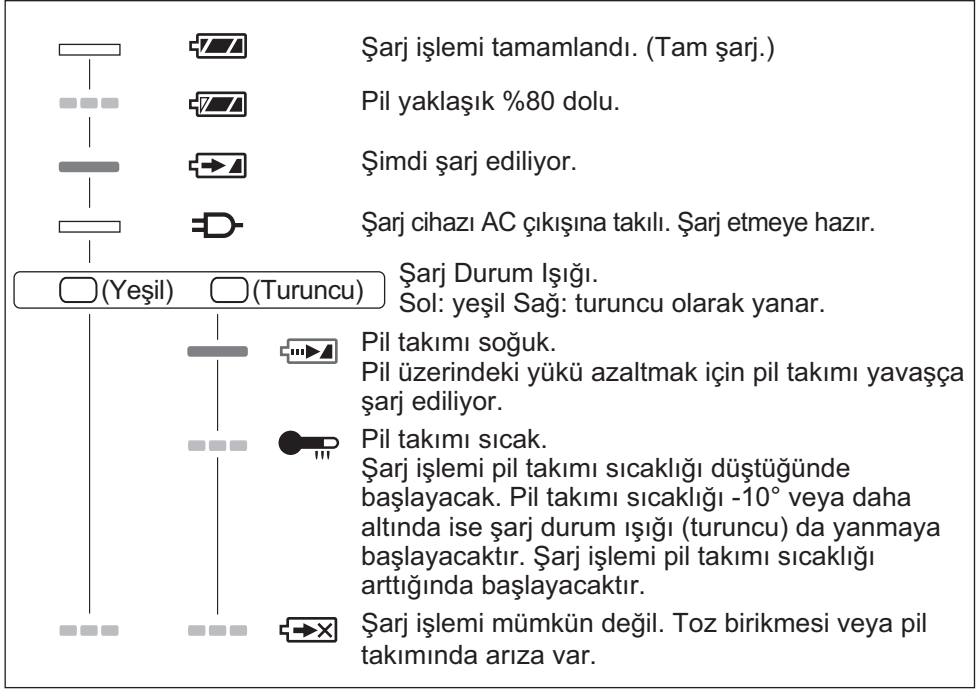 Şarj işlemi tamamlandı. (Tam şarj.)
Pil yaklaşık %80 dolu.
Şimdi şarj ediliyor.
Şarj cihazı AC çıkışına takılı. Şarj etmeye hazır.
(Yeşil) (Turuncu)
Şarj Durum Işığı.
Sol: yeşil Sağ: turuncu olarak yanar.
Pil takımı soğuk.
Pil üzerindeki yükü azaltmak için pil takımı yavaşça
şarj ediliyor.
Pil takımı sıcak.
Şarj işlemi pil takımı sıcaklığı düştüğünde
başlayacak. Pil takımı sıcaklığı -10° veya daha
altında ise şarj durum ışığı (turuncu) da yanmaya
başlayacaktır. Şarj işlemi pil takımı sıcaklığı
arttığında başlayacaktır.
Şarj işlemi mümkün değil. Toz birikmesi veya pil
takımında arıza var.